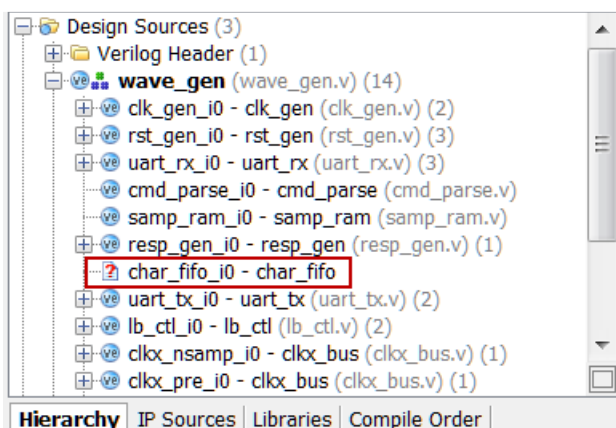 Design Sources (3)
Verilog Header (1)
wave_gen (wave_gen.v) (14)
clk_gen_i0 - clk_gen (clk_gen.v) (2)
rst_gen_i0 - rst_gen (rst_gen.v) (3)
uart_rx_i0 - uart_rx (uart_rx.v) (3)
cmd_parse_i0 - cmd_parse (cmd_parse.v)
samp_ram_i0 - samp_ram (samp_ram.v)
resp_gen_i0 - resp_gen (resp_gen.v) (1)
char_fifo_i0 - char_fifo
uart_tx_i0 - uart_tx (uart_tx.v) (2)
lb_ctl_i0 - lb_ctl (lb_ctl.v) (2)
clkx_nsamp_i0 - clkx_bus (clkx_bus.v) (1)
clkx_pre_i0 - clkx_bus (clkx_bus.v) (1)
Hierarchy IP Sources Libraries Compile Order